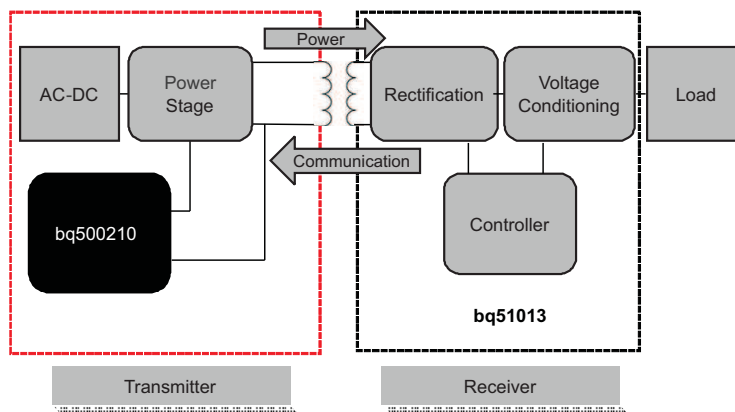 Power
AC-DC
Power
Stage
Rectification
Voltage
Conditioning
Load
Communication
bq500210
Controller
bq51013
Transmitter
Receiver